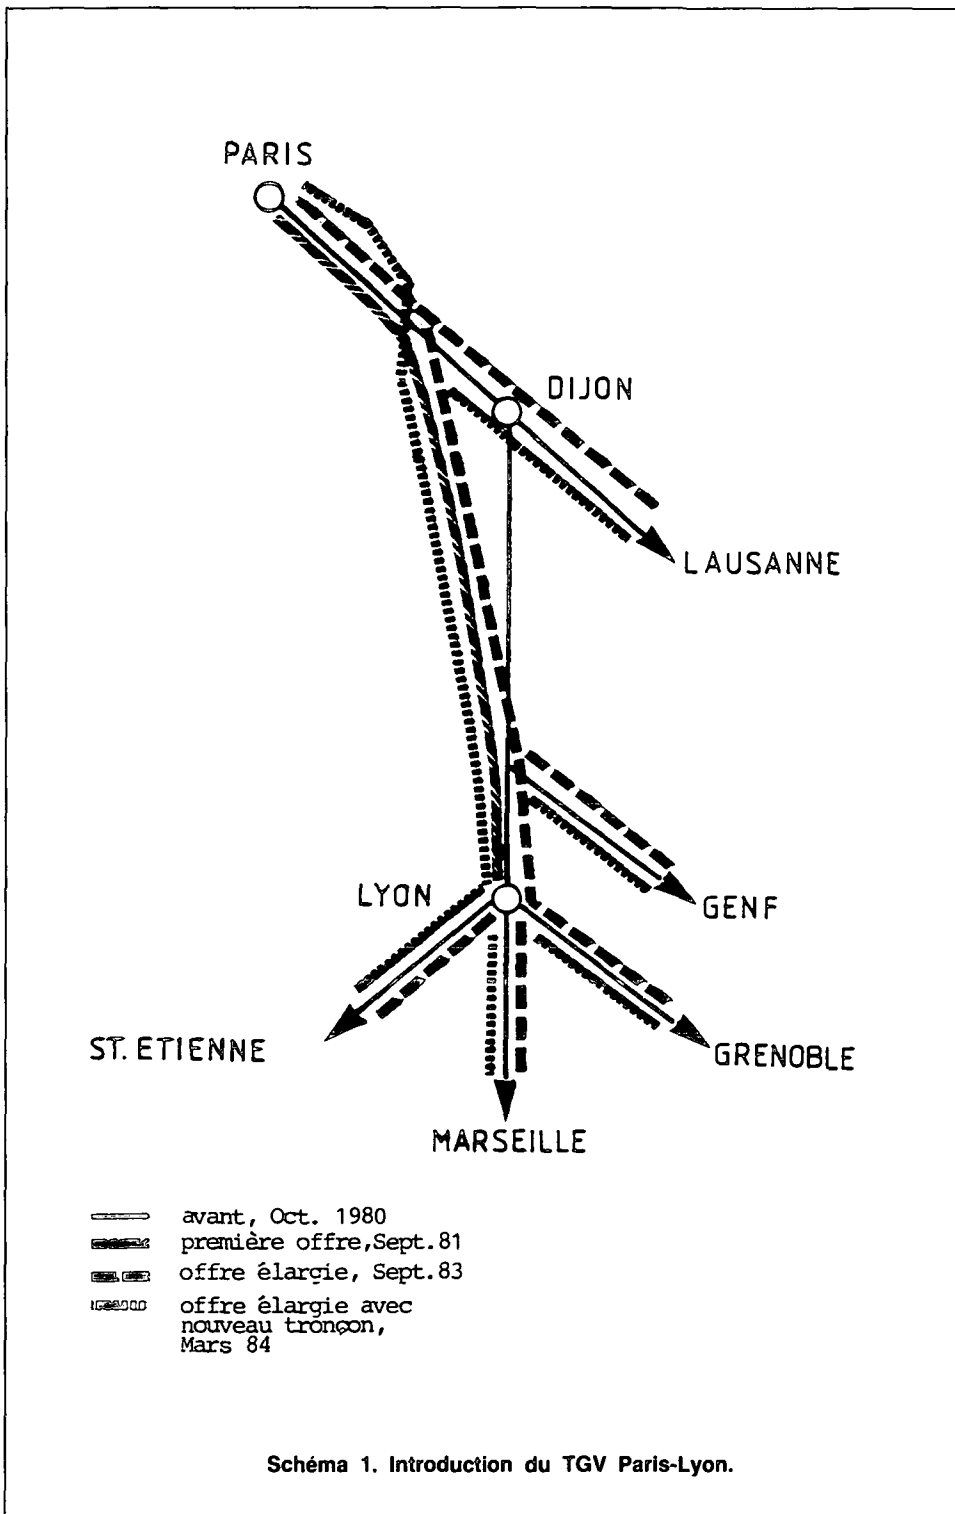 PARIS
DIJON
LAUSANNE
LYON
GENF
ST. ETIENNE
GRENOBLE
MARSEILLE
avant, Oct. 1980
première offre,Sept.81
offre élargie, Sept.83
offre élargie avec
nouveau tronçon,
Mars 84
Schéma 1. Introduction du TGV Paris-Lyon.